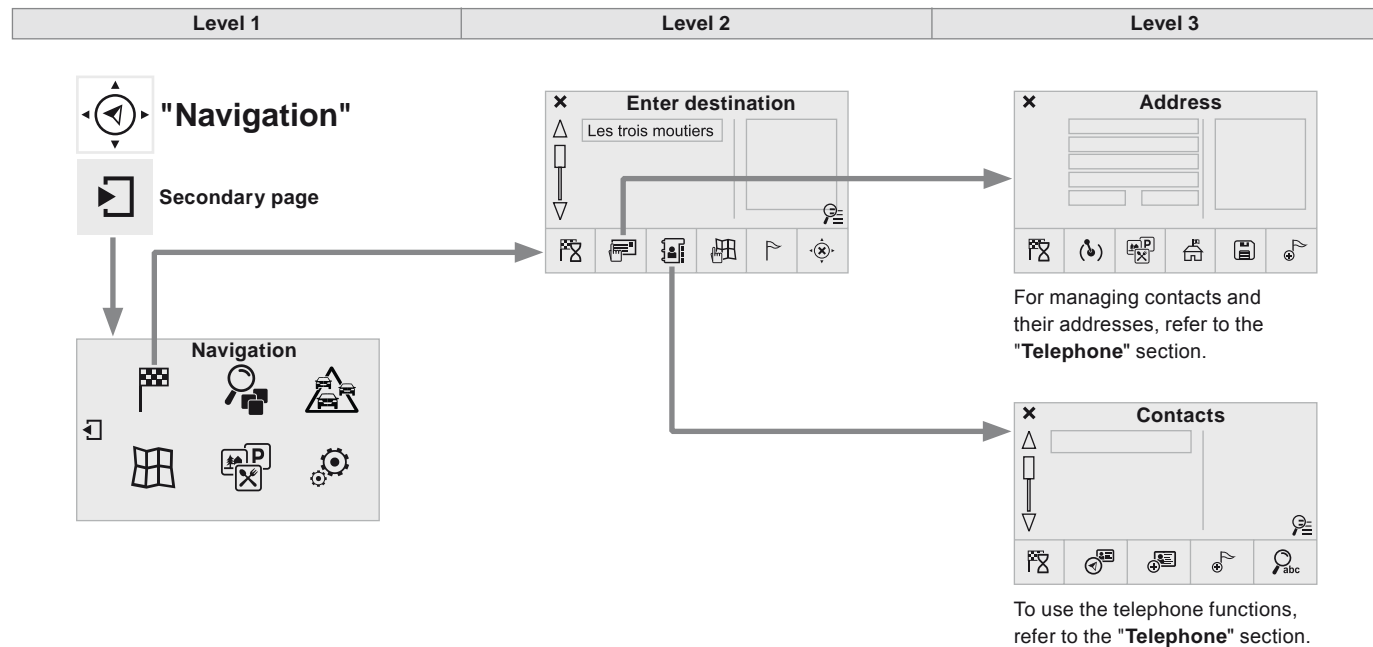 Level 1
Level 2
Level 3
"Navigation"
Secondary page
Navigation
Enter destination
Les trois moutiers
Address
P
For managing contacts and
their addresses, refer to the
"Telephone" section.
P
Contacts
abc
To use the telephone functions,
refer to the "Telephone" section.